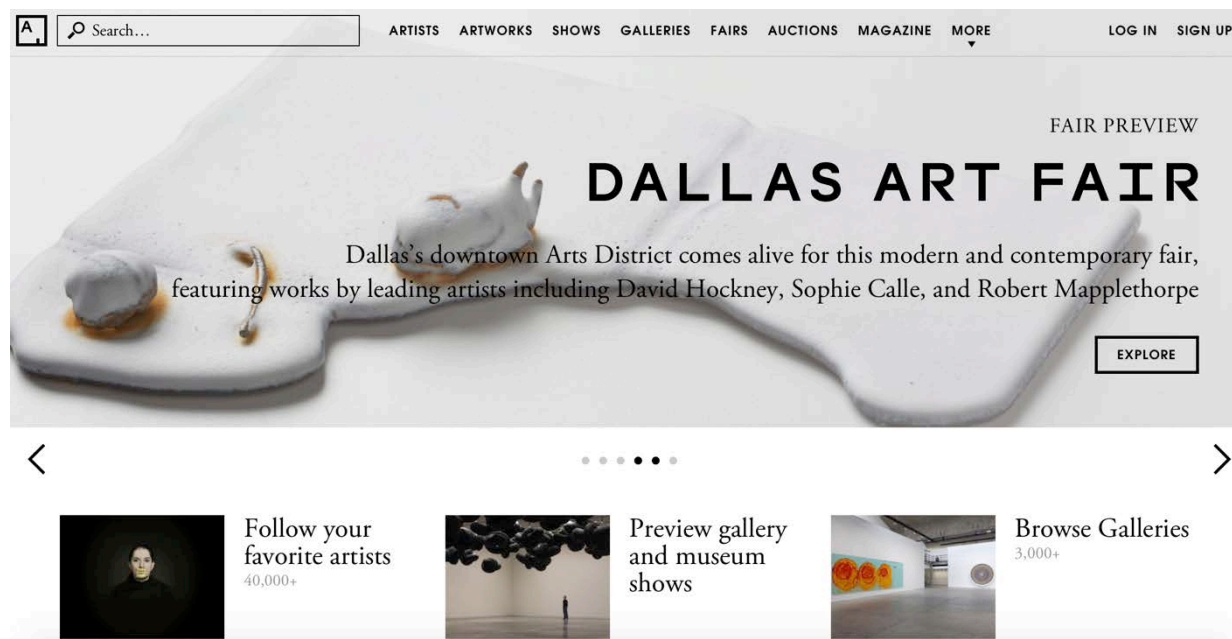 A
Search…
ARTISTS ARTWORKS SHOWS GALLERIES FAIRS AUCTIONS MAGAZINE MORE
LOG IN SIGN UP
FAIR PREVIEW
DALLAS ART FAIR
Dallas’s downtown Arts District comes alive for this modern and contemporary fair,
featuring works by leading artists including David Hockney, Sophie Calle, and Robert Mapplethorpe
EXPLORE
Follow your
favorite artists
40,000+
Preview gallery
and museum
shows
Browse Galleries
3,000+